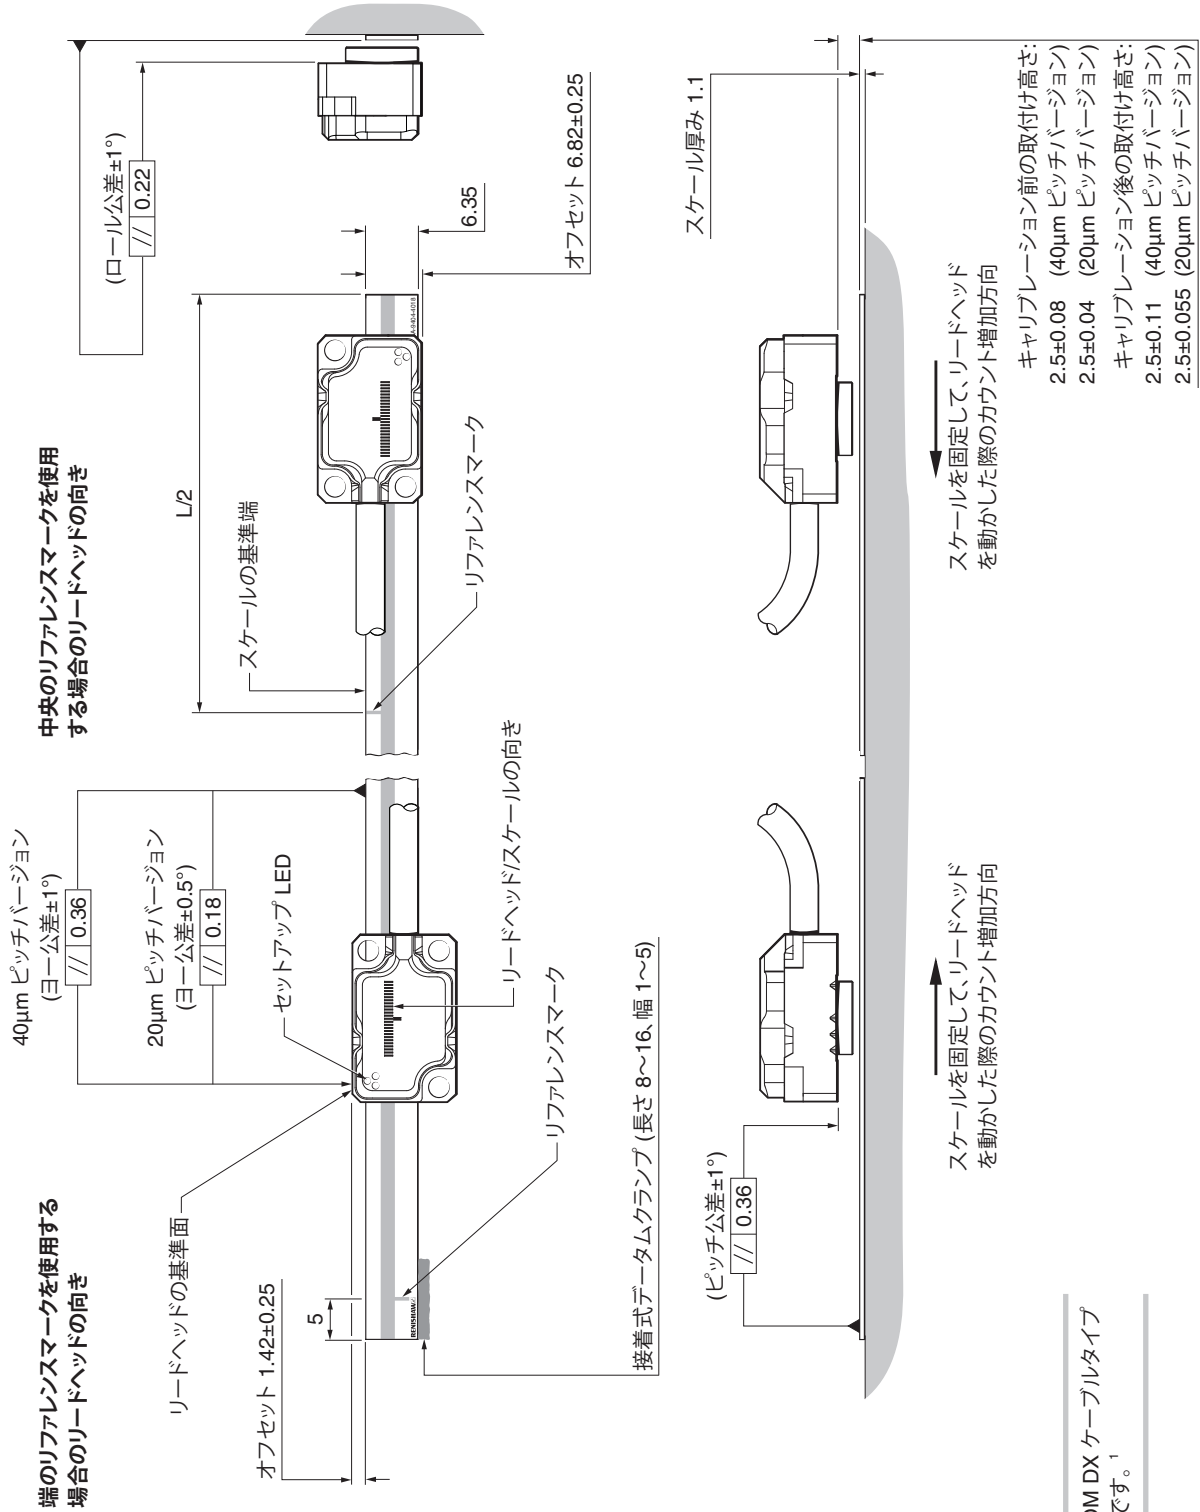 端のリファレンスマークを使用する
場合のリードヘッドの向き
中央のリファレンスマークを使用
する場合のリードヘッドの向き
40µm ピッチバージョン
(ヨー公差±1°)
// 0.36
20µm ピッチバージョン
(ヨー公差±0.5°)
// 0.18
(ロール公差±1°)
// 0.22
リードヘッドの基準面
セットアップ LED
L/2
スケールの基準端
オフセット 1.42±0.25
5
RENISHAW
リファレンスマーク
リードヘッド/スケールの向き
リファレンスマーク
6.35
オフセット 6.82±0.25
接着式データムクランプ (長さ 8～16、幅 1～5)
(ピッチ公差±1°)
// 0.36
スケール厚み 1.1
スケールを固定して、リードヘッド
を動かした際のカウント増加方向
スケールを固定して、リードヘッド
を動かした際のカウント増加方向
キャリブレーション前の取付け高さ:
2.5±0.08 (40µm ピッチバージョン)
2.5±0.04 (20µm ピッチバージョン)
キャリブレーション後の取付け高さ:
2.5±0.11 (40µm ピッチバージョン)
2.5±0.055 (20µm ピッチバージョン)
DX ケーブルタイプ
です。1